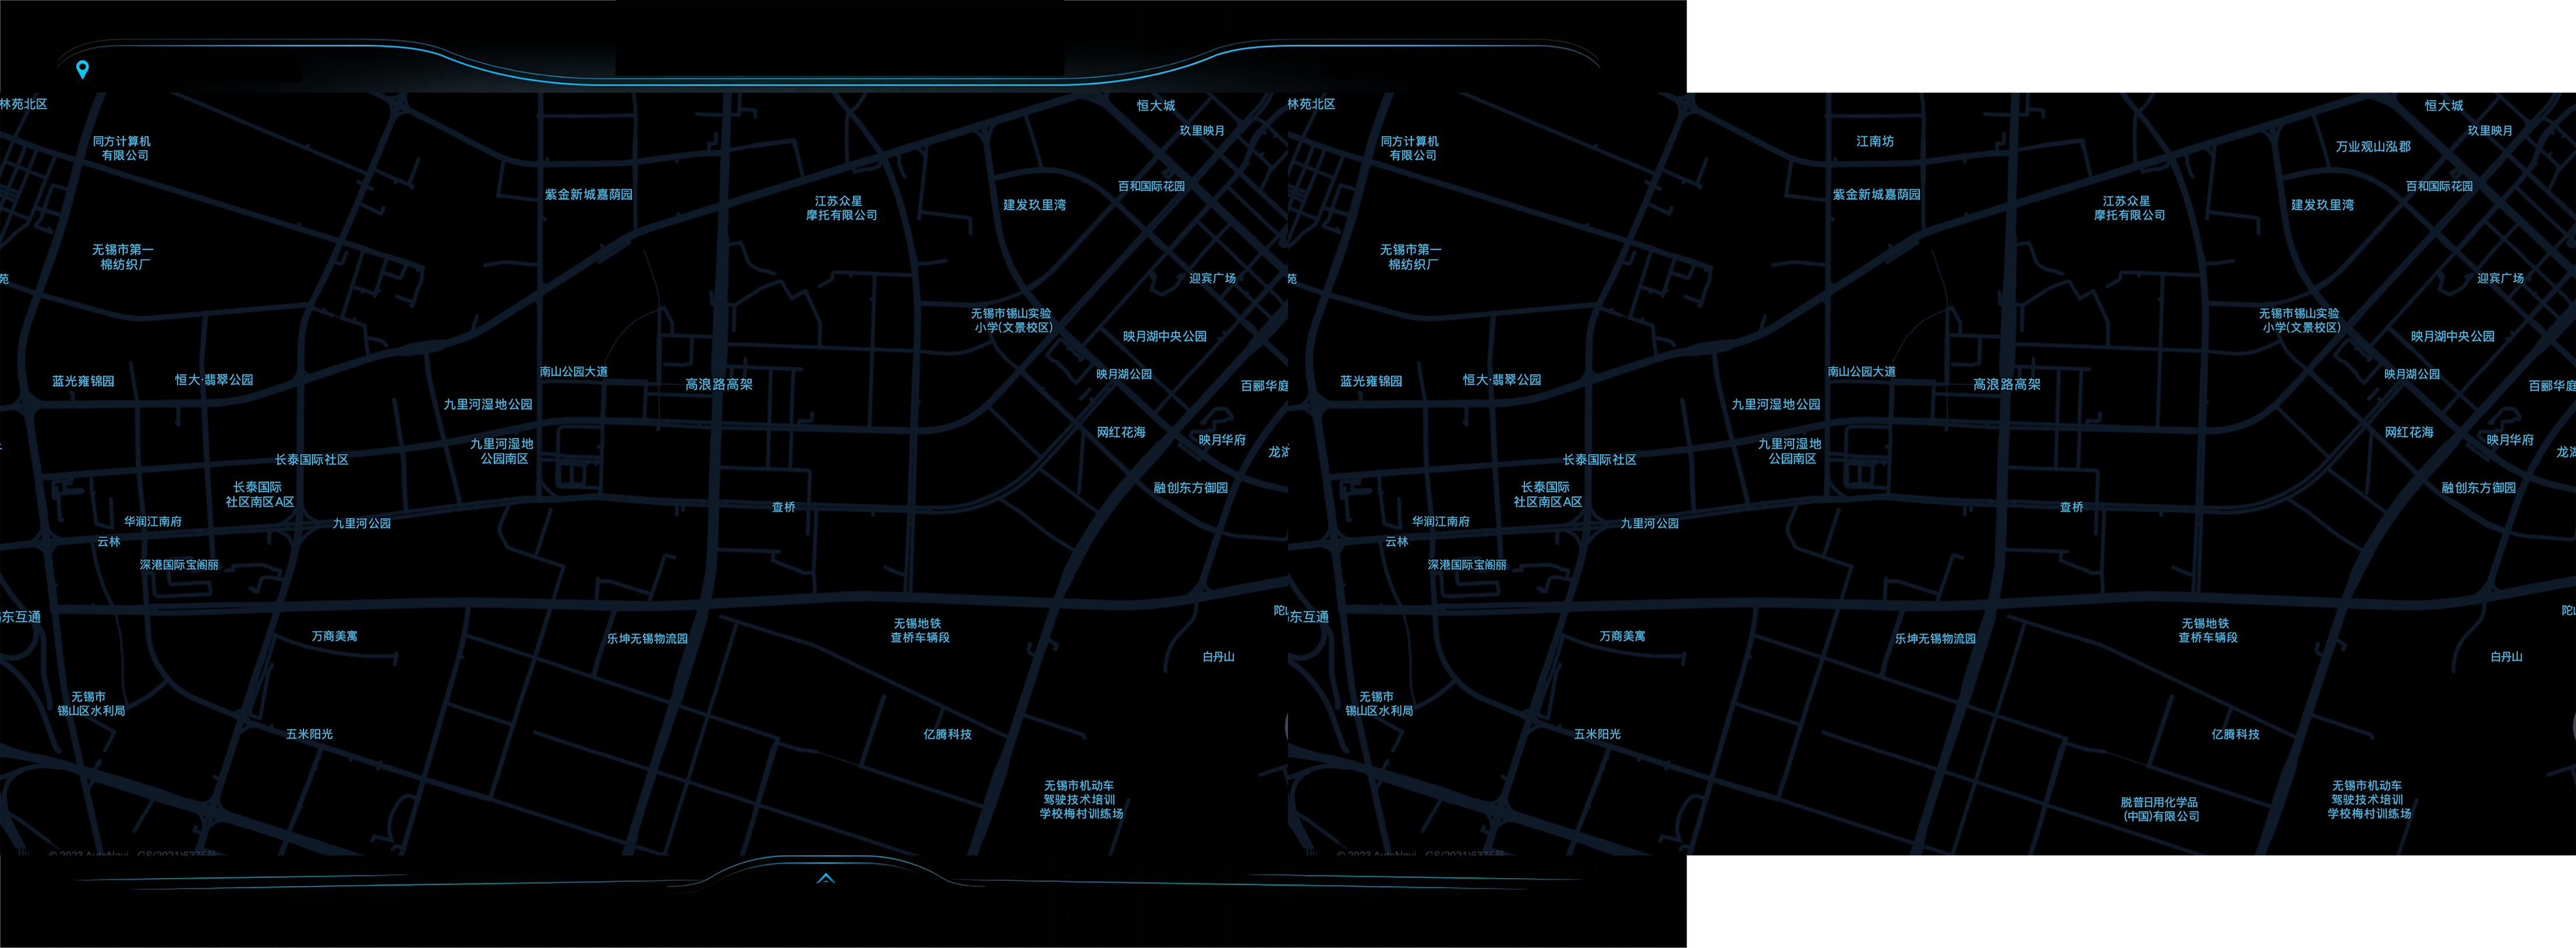 林苑北区
恒大城
玖里映月
同方计算机
有限公司
百和国际花园
紫金新城嘉荫园
江苏众星
摩托有限公司
建发玖里湾
无锡市第一
棉纺织厂
苑
迎宾广场
无锡市锡山实验
小学(文景校区)
映月湖中央公园
南山公园大道
映月湖公园
蓝光雍锦园
恒大·翡翠公园
高浪路高架
百郦华庭
九里河湿地公园
网红花海
映月华府
九里河湿地
公园南区
龙湖
长泰国际社区
长泰国际
社区南区A区
融创东方御园
查桥
华润江南府
九里河公园
云林
深港国际宝阁丽
东互通
无锡地铁
查桥车辆段
万商美寓
乐坤无锡物流园
白丹山
无锡市
锡山区水利局
五米阳光
亿腾科技
无锡市机动车
驾驶技术培训
学校梅村训练场
© 2023 AutoNavi - GS(2021)6375号
林苑北区
恒大城
玖里映月
同方计算机
有限公司
江南坊
万业观山泓郡
百和国际花园
紫金新城嘉荫园
江苏众星
摩托有限公司
建发玖里湾
无锡市第一
棉纺织厂
苑
迎宾广场
无锡市锡山实验
小学(文景校区)
映月湖中央公园
南山公园大道
映月湖公园
蓝光雍锦园
恒大·翡翠公园
高浪路高架
百郦华庭
九里河湿地公园
网红花海
映月华府
九里河湿地
公园南区
龙湖
长泰国际社区
长泰国际
社区南区A区
融创东方御园
查桥
华润江南府
九里河公园
云林
深港国际宝阁丽
陀
东互通
无锡地铁
查桥车辆段
万商美寓
乐坤无锡物流园
白丹山
无锡市
锡山区水利局
五米阳光
亿腾科技
无锡市机动车
驾驶技术培训
学校梅村训练场
脱普日用化学品
(中国)有限公司
© 2023 AutoNavi - GS(2021)6375号